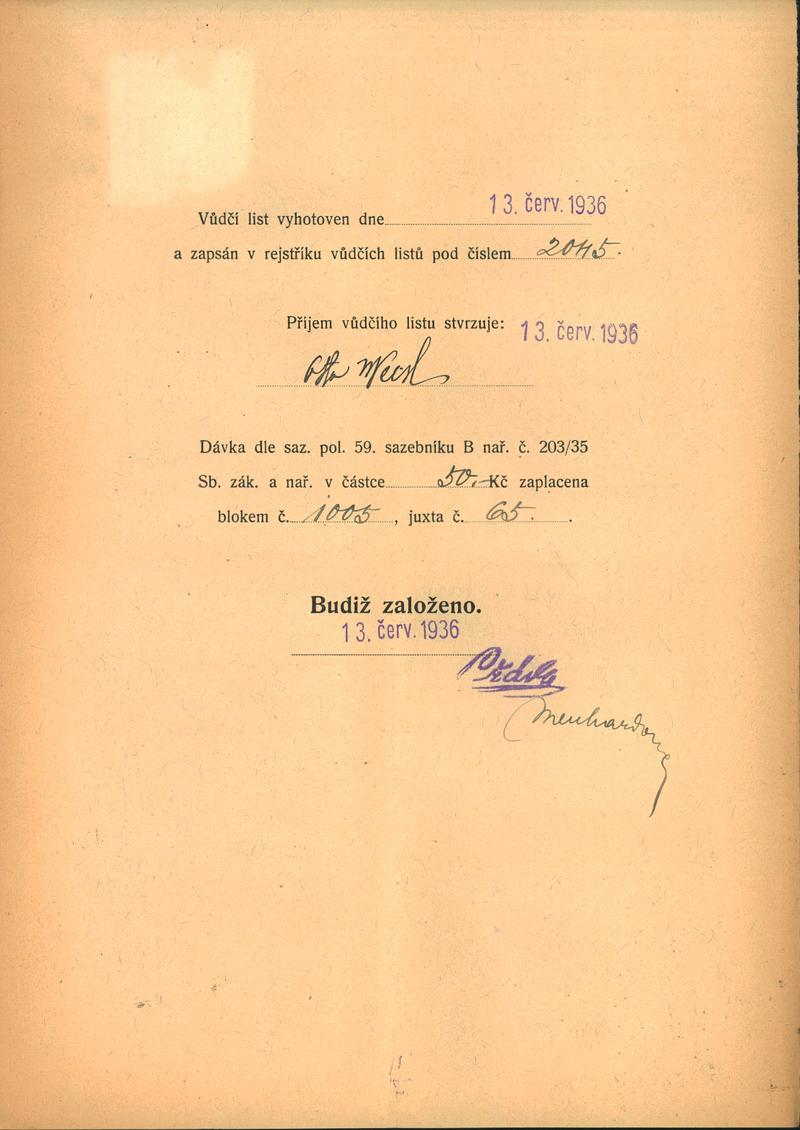 Vůdčí list vyhotoven dne 13. červ. 1936
a zapsán v rejstříku vůdčích listů pod číslem 2045.
Příjem vůdčího listu stvrzuje: 13. červ. 1936
Otto
Dávka dle saz. pol. 59. sazebníku B nař. č. 203/35
Sb. zák. a nař. v částce 50,- Kč zaplacena
blokem č. 1005, juxta č. 65.
Budiž založeno.
13. červ. 1936